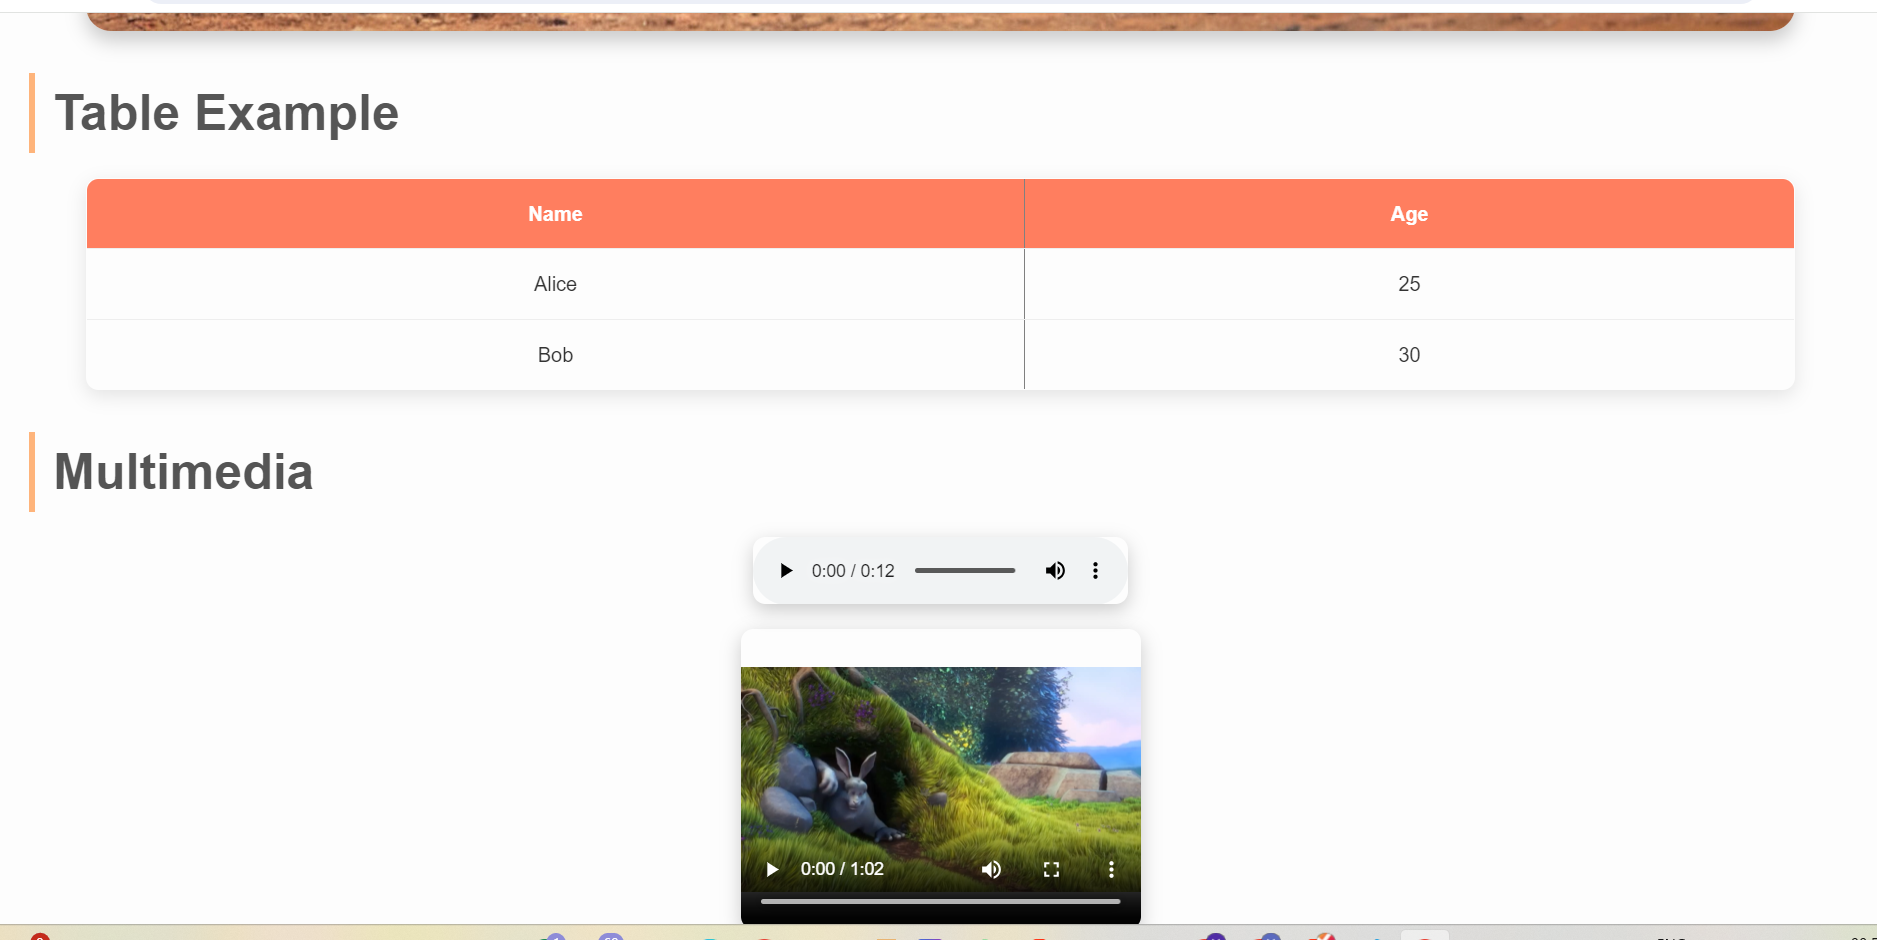 Table Example
Name Age
Alice 25
Bob 30
Multimedia
0:00 / 0:12
0:00 / 1:02